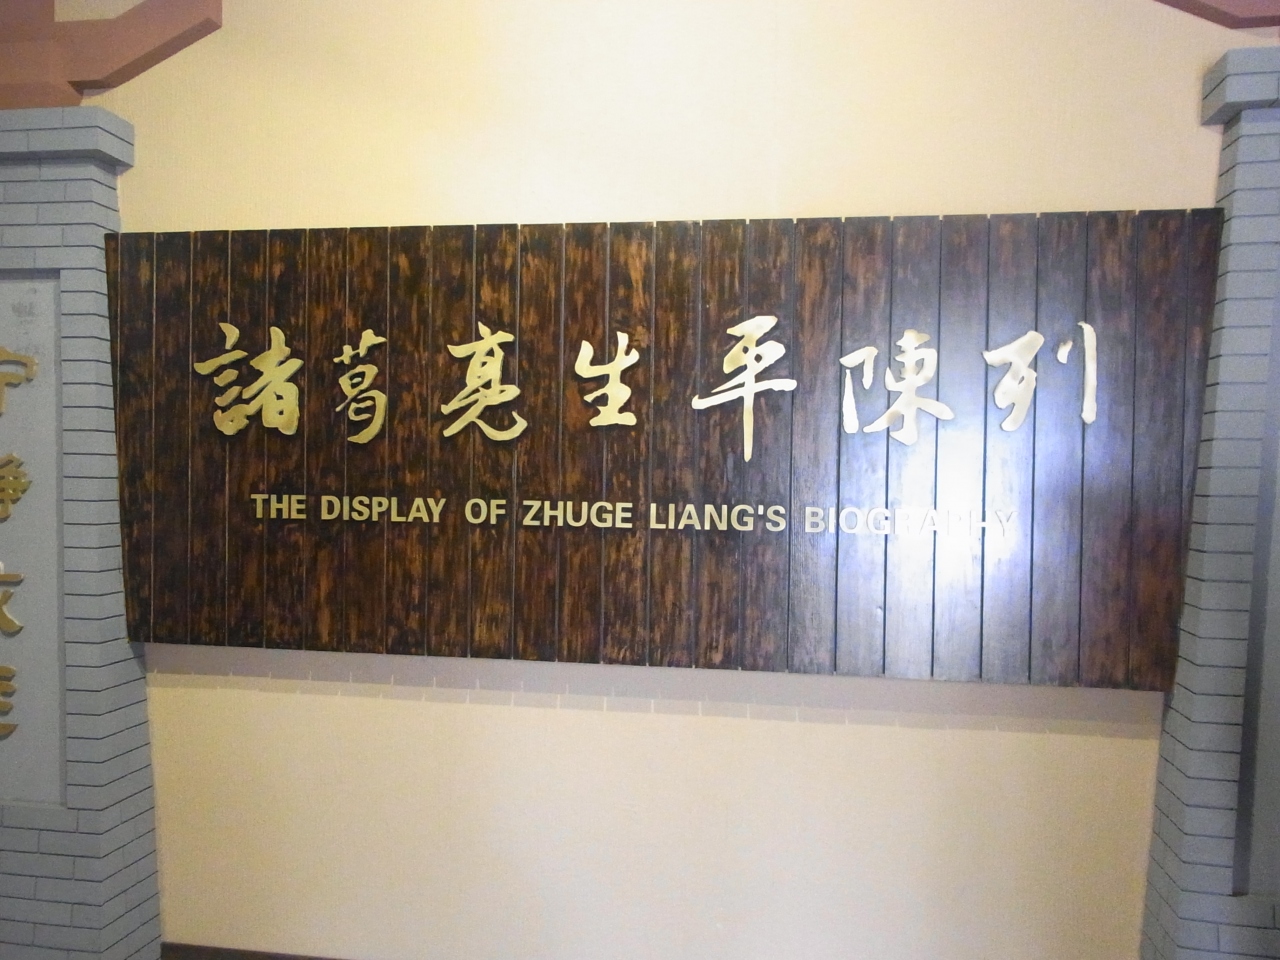 諸葛亮生平陳列
THE DISPLAY OF ZHUGE LIANG'S BIOGRAPHY